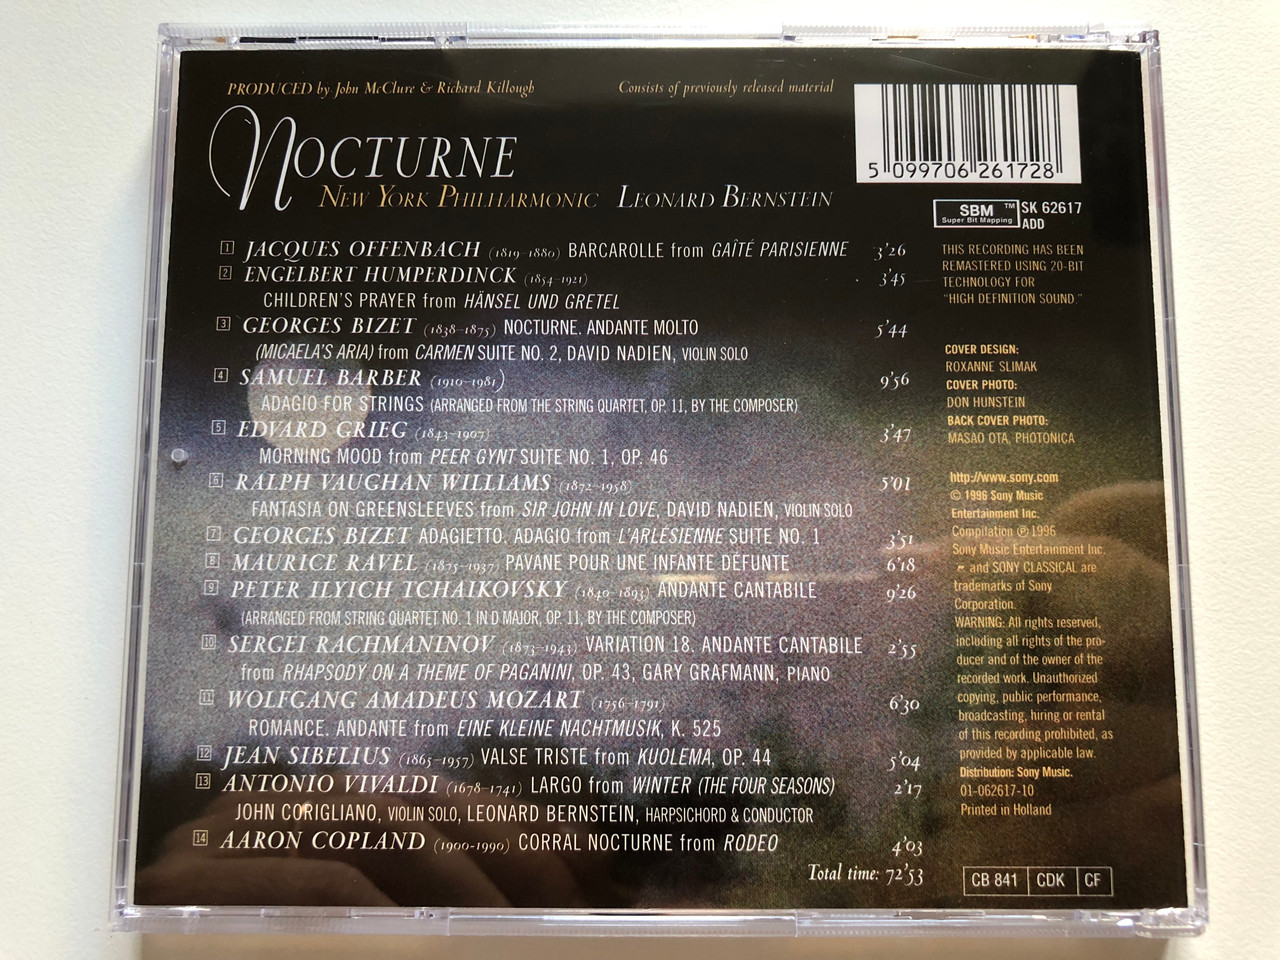 PRODUCED by John McClure & Richard Killough
Consists of previously released material
NOCTURNE
NEW YORK PHILHARMONIC LEONARD BERNSTEIN
5 099706 261728
SBM TM
Super Bit Mapping
SK 62617
ADD
1 JACQUES OFFENBACH (1819–1880) BARCAROLLE from GAÎTÉ PARISIENNE 3'26
2 ENGELBERT HUMPERDINCK (1854–1921) 3'45
CHILDREN'S PRAYER from HÄNSEL UND GRETEL
3 GEORGES BIZET (1838–1875) NOCTURNE. ANDANTE MOLTO 5'44
(MICAELA'S ARIA) from CARMEN SUITE NO. 2, DAVID NADIEN, VIOLIN SOLO
4 SAMUEL BARBER (1910–1981) 9'56
ADAGIO FOR STRINGS (ARRANGED FROM THE STRING QUARTET, OP. 11, BY THE COMPOSER)
5 EDVARD GRIEG (1843–1907) 3'47
MORNING MOOD from PEER GYNT SUITE NO. 1, OP. 46
6 RALPH VAUGHAN WILLIAMS (1872–1958) 5'01
FANTASIA ON GREENSLEEVES from SIR JOHN IN LOVE, DAVID NADIEN, VIOLIN SOLO
7 GEORGES BIZET ADAGIETTO. ADAGIO from L'ARLÉSIENNE SUITE NO. 1 3'51
8 MAURICE RAVEL (1875–1937) PAVANE POUR UNE INFANTE DÉFUNTE 6'18
9 PETER ILYICH TCHAIKOVSKY (1840–1893) ANDANTE CANTABILE 9'26
(ARRANGED FROM STRING QUARTET NO. 1 IN D MAJOR, OP. 11, BY THE COMPOSER)
10 SERGEI RACHMANINOV (1873–1943) VARIATION 18. ANDANTE CANTABILE 2'55
from RHAPSODY ON A THEME OF PAGANINI, OP. 43, GARY GRAFMANN, PIANO
11 WOLFGANG AMADEUS MOZART (1756–1791) 6'30
ROMANCE. ANDANTE from EINE KLEINE NACHTMUSIK, K. 525
12 JEAN SIBELIUS (1865–1957) VALSE TRISTE from KUOLEMA, OP. 44 5'04
13 ANTONIO VIVALDI (1678–1741) LARGO from WINTER (THE FOUR SEASONS) 2'17
JOHN CORIGLIANO, VIOLIN SOLO, LEONARD BERNSTEIN, HARPSICHORD & CONDUCTOR
14 AARON COPLAND (1900-1990) CORRAL NOCTURNE from RODEO 4'03
Total time: 72'53
THIS RECORDING HAS BEEN
REMASTERED USING 20-BIT
TECHNOLOGY FOR
"HIGH DEFINITION SOUND."
COVER DESIGN:
ROXANNE SLIMAK
COVER PHOTO:
DON HUNSTEIN
BACK COVER PHOTO:
MASAO OTA, PHOTONICA
http://www.sony.com
© 1996 Sony Music
Entertainment Inc.
Compilation ℗ 1996
Sony Music Entertainment Inc.
and SONY CLASSICAL are
trademarks of Sony
Corporation.
WARNING: All rights reserved,
including all rights of the pro-
ducer and of the owner of the
recorded work. Unauthorized
copying, public performance,
broadcasting, hiring or rental
of this recording prohibited, as
provided by applicable law.
Distribution: Sony Music.
01-062617-10
Printed in Holland
CB 841 CDK CF